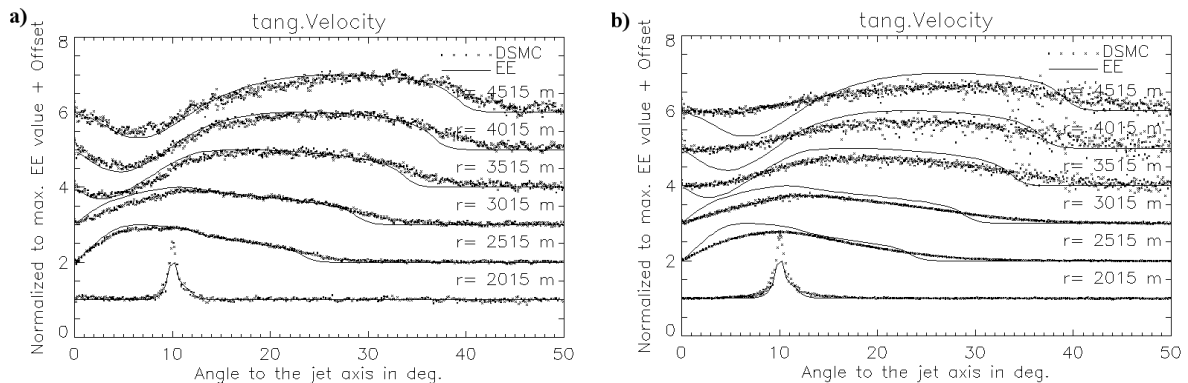 a)
tang.Velocity
Normalized to max. EE value + Offset
8
6
4
2
0
DSMC
EE
r= 4515 m
r= 4015 m
r= 3515 m
r= 3015 m
r= 2515 m
r= 2015 m
0 10 20 30 40 50
Angle to the jet axis in deg.
b)
tang.Velocity
Normalized to max. EE value + Offset
8
6
4
2
0
DSMC
EE
r= 4515 m
r= 4015 m
r= 3515 m
r= 3015 m
r= 2515 m
r= 2015 m
0 10 20 30 40 50
Angle to the jet axis in deg.